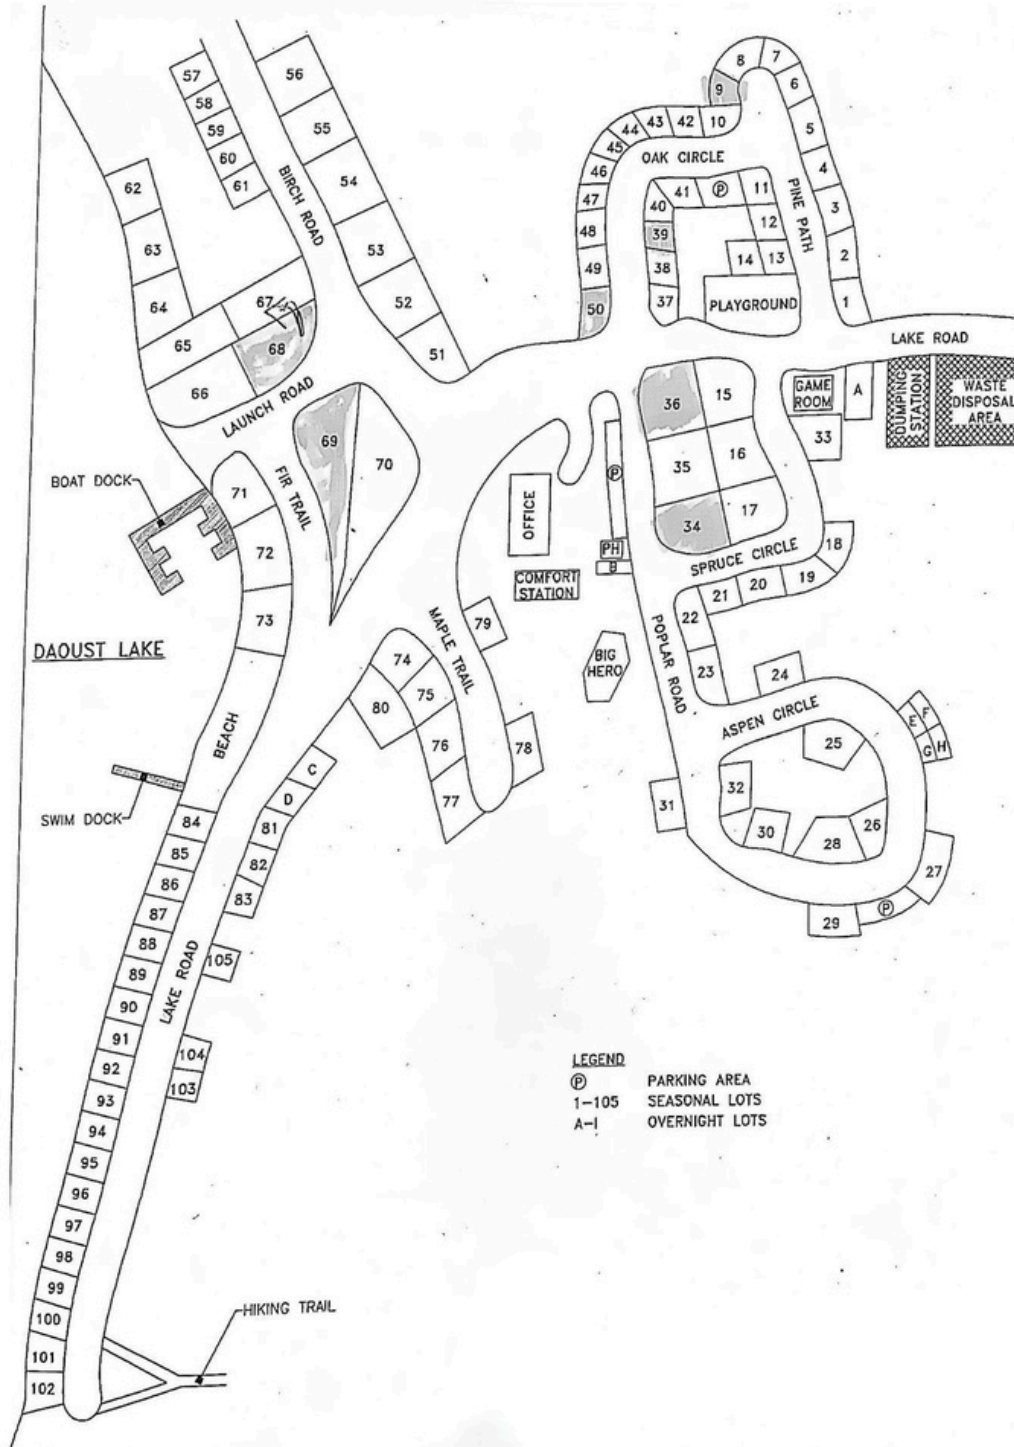 57
58
59
60
61
56
55
54
53
52
51
BIRCH ROAD
62
63
64
65
66
67
68
LAUNCH ROAD
8
7
9
6
10
42
43
44
45
46
47
48
49
50
OAK CIRCLE
5
4
3
2
1
PINE PATH
41
P
11
40
12
39
38
14
13
37
PLAYGROUND
LAKE ROAD
36
15
35
16
34
17
GAME
ROOM
A
33
DUMPING
STATION
WASTE
DISPOSAL
AREA
69
70
FIR TRAIL
BOAT DOCK
71
72
73
P
OFFICE
PH
B
COMFORT
STATION
SPRUCE CIRCLE
18
19
20
21
22
23
POPLAR ROAD
BIG
HERO
DAOUST LAKE
MAPLE TRAIL
79
74
75
80
76
77
78
24
ASPEN CIRCLE
25
E
F
G
H
31
32
30
28
26
27
29
P
BEACH
SWIM DOCK
C
D
81
82
83
84
85
86
87
88
89
90
91
92
93
94
95
96
97
98
99
100
101
102
LAKE ROAD
105
104
103
HIKING TRAIL
LEGEND
P PARKING AREA
1-105 SEASONAL LOTS
A-I OVERNIGHT LOTS